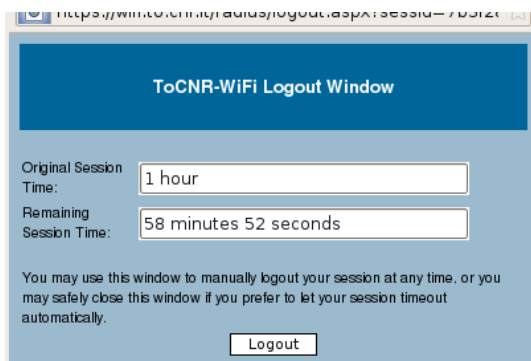 ToCNR-WiFi Logout Window
Original Session
Time:
1 hour
Remaining
Session Time:
58 minutes 52 seconds
You may use this window to manually logout your session at any time, or you
may safely close this window if you prefer to let your session timeout
automatically.
Logout